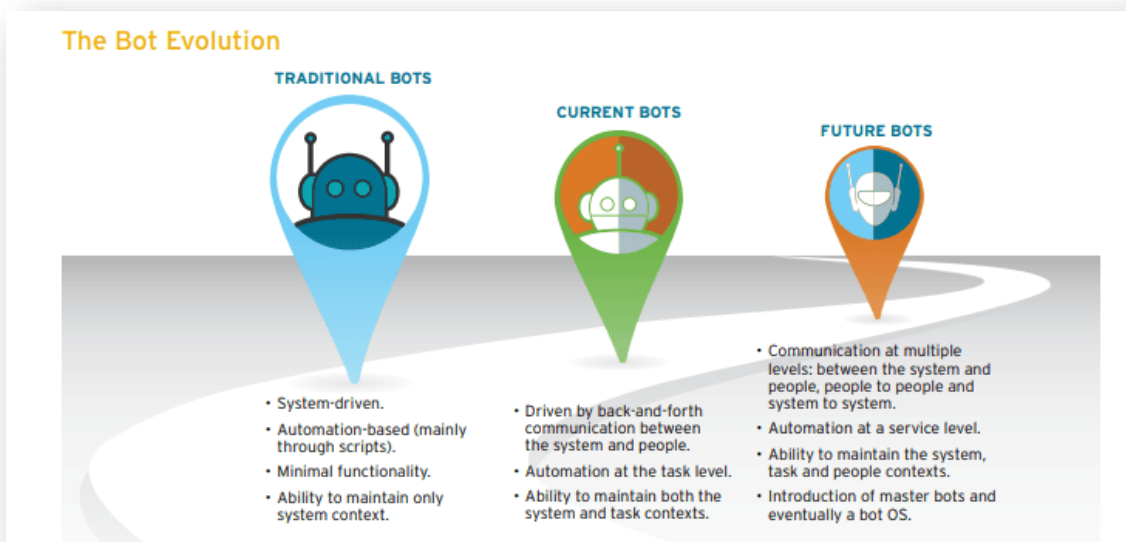 The Bot Evolution
TRADITIONAL BOTS
• System-driven.
• Automation-based (mainly
through scripts).
• Minimal functionality.
• Ability to maintain only
system context.
CURRENT BOTS
• Driven by back-and-forth
communication between
the system and people.
• Automation at the task level.
• Ability to maintain both the
system and task contexts.
FUTURE BOTS
• Communication at multiple
levels: between the system and
people, people to people and
system to system.
• Automation at a service level.
• Ability to maintain the system,
task and people contexts.
• Introduction of master bots and
eventually a bot OS.